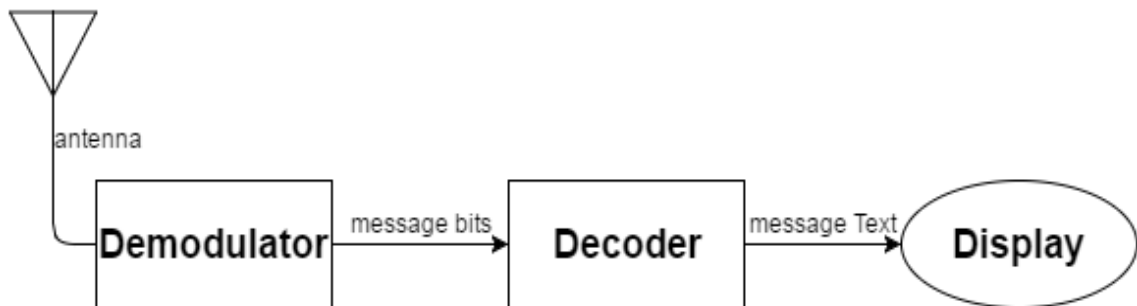 antenna
Demodulator
message bits
Decoder
message Text
Display